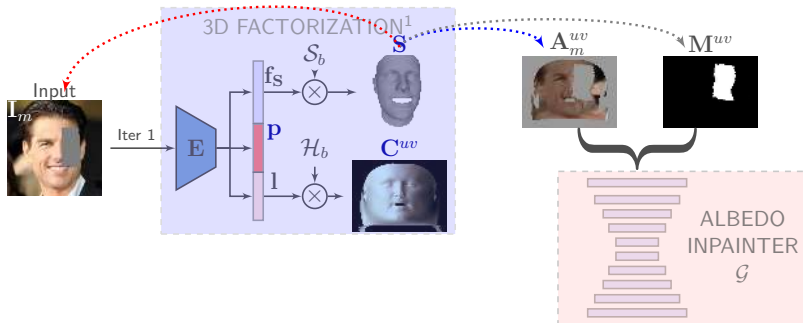 3D FACTORIZATION¹
Input
I_m
Iter 1
E
f_S
p
l
𝒮_b
ℋ_b
S
C^{uv}
A_m^{uv}
M^{uv}
ALBEDO
INPAINTER
𝒢